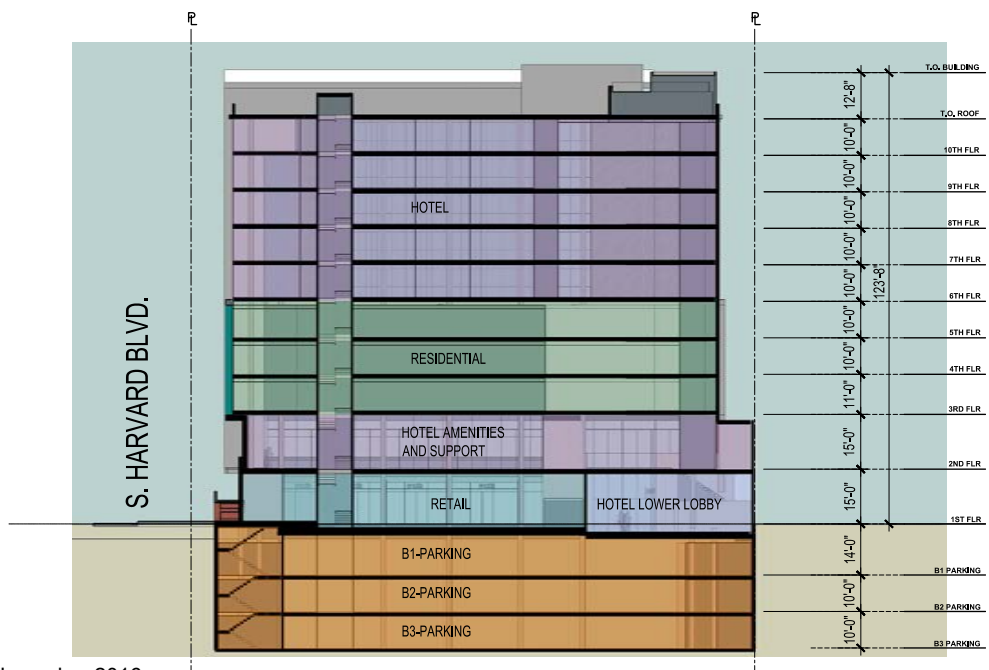 PL
PL
T.O. BUILDING
12'-8"
T.O. ROOF
10'-0"
10TH FLR
10'-0"
9TH FLR
10'-0"
HOTEL
8TH FLR
10'-0"
7TH FLR
10'-0"
123'-8"
6TH FLR
10'-0"
5TH FLR
S. HARVARD BLVD.
RESIDENTIAL
10'-0"
4TH FLR
11'-0"
3RD FLR
HOTEL AMENITIES
AND SUPPORT
15'-0"
2ND FLR
RETAIL
HOTEL LOWER LOBBY
15'-0"
1ST FLR
B1-PARKING
14'-0"
B1 PARKING
B2-PARKING
10'-0"
B2 PARKING
B3-PARKING
10'-0"
B3 PARKING